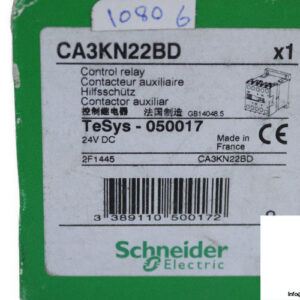 1080 6
CA3KN22BD x1
Control relay
Contacteur auxiliaire
Hilfsschütz
Contactor auxiliar
控制继电器 法国制造 GB14048.5
TeSys - 050017
24V DC
Made in
France
CE
2F1445 CA3KN22BD
3 389110 500172
Schneider
Electric